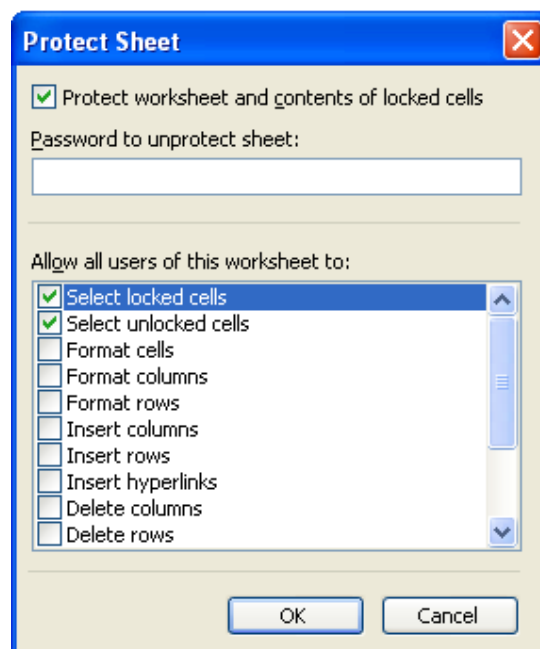 Protect Sheet
Protect worksheet and contents of locked cells
Password to unprotect sheet:
Allow all users of this worksheet to:
Select locked cells
Select unlocked cells
Format cells
Format columns
Format rows
Insert columns
Insert rows
Insert hyperlinks
Delete columns
Delete rows
OK Cancel